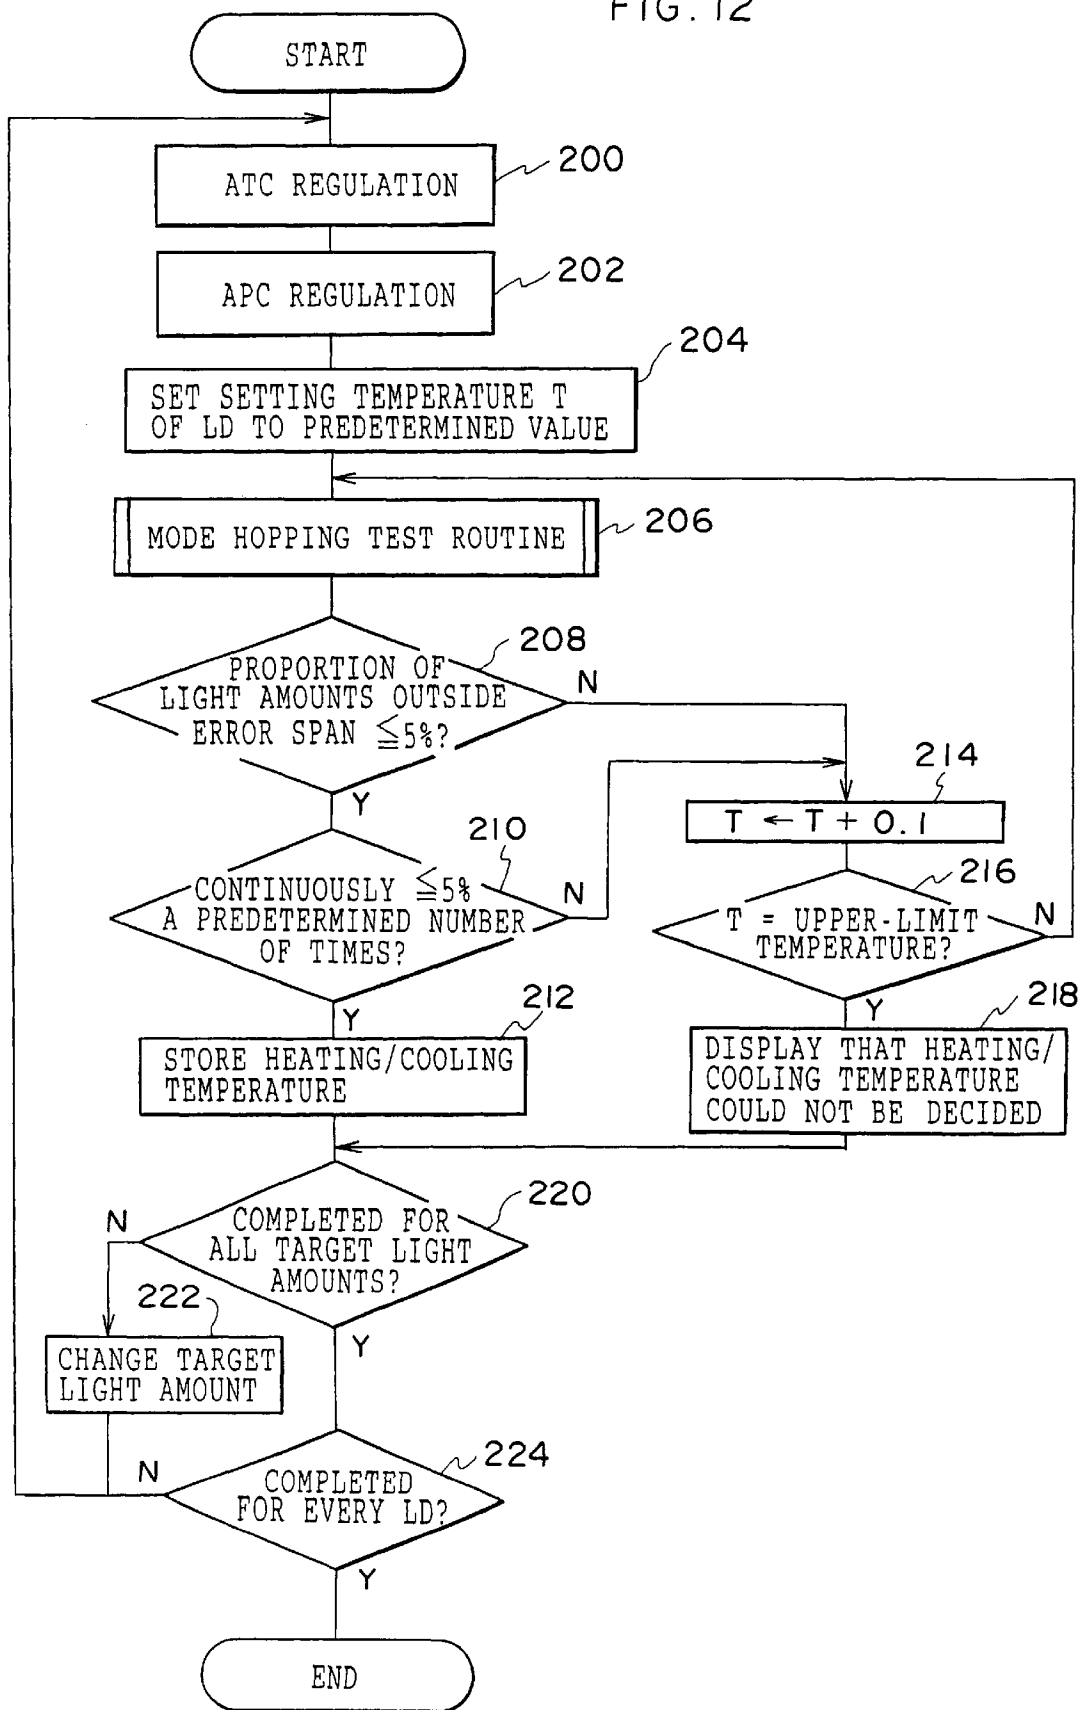 FIG. 12
START
ATC REGULATION
200
APC REGULATION
202
204
SET SETTING TEMPERATURE T
OF LD TO PREDETERMINED VALUE
MODE HOPPING TEST ROUTINE
206
208
PROPORTION OF
LIGHT AMOUNTS OUTSIDE
ERROR SPAN ≦5%?
N
Y
214
T ← T + 0.1
210
CONTINUOUSLY ≦5%
A PREDETERMINED NUMBER
OF TIMES?
N
Y
216
T = UPPER-LIMIT
TEMPERATURE?
N
Y
212
STORE HEATING/COOLING
TEMPERATURE
218
DISPLAY THAT HEATING/
COOLING TEMPERATURE
COULD NOT BE DECIDED
220
COMPLETED FOR
ALL TARGET LIGHT
AMOUNTS?
N
Y
222
CHANGE TARGET
LIGHT AMOUNT
224
COMPLETED
FOR EVERY LD?
N
Y
END